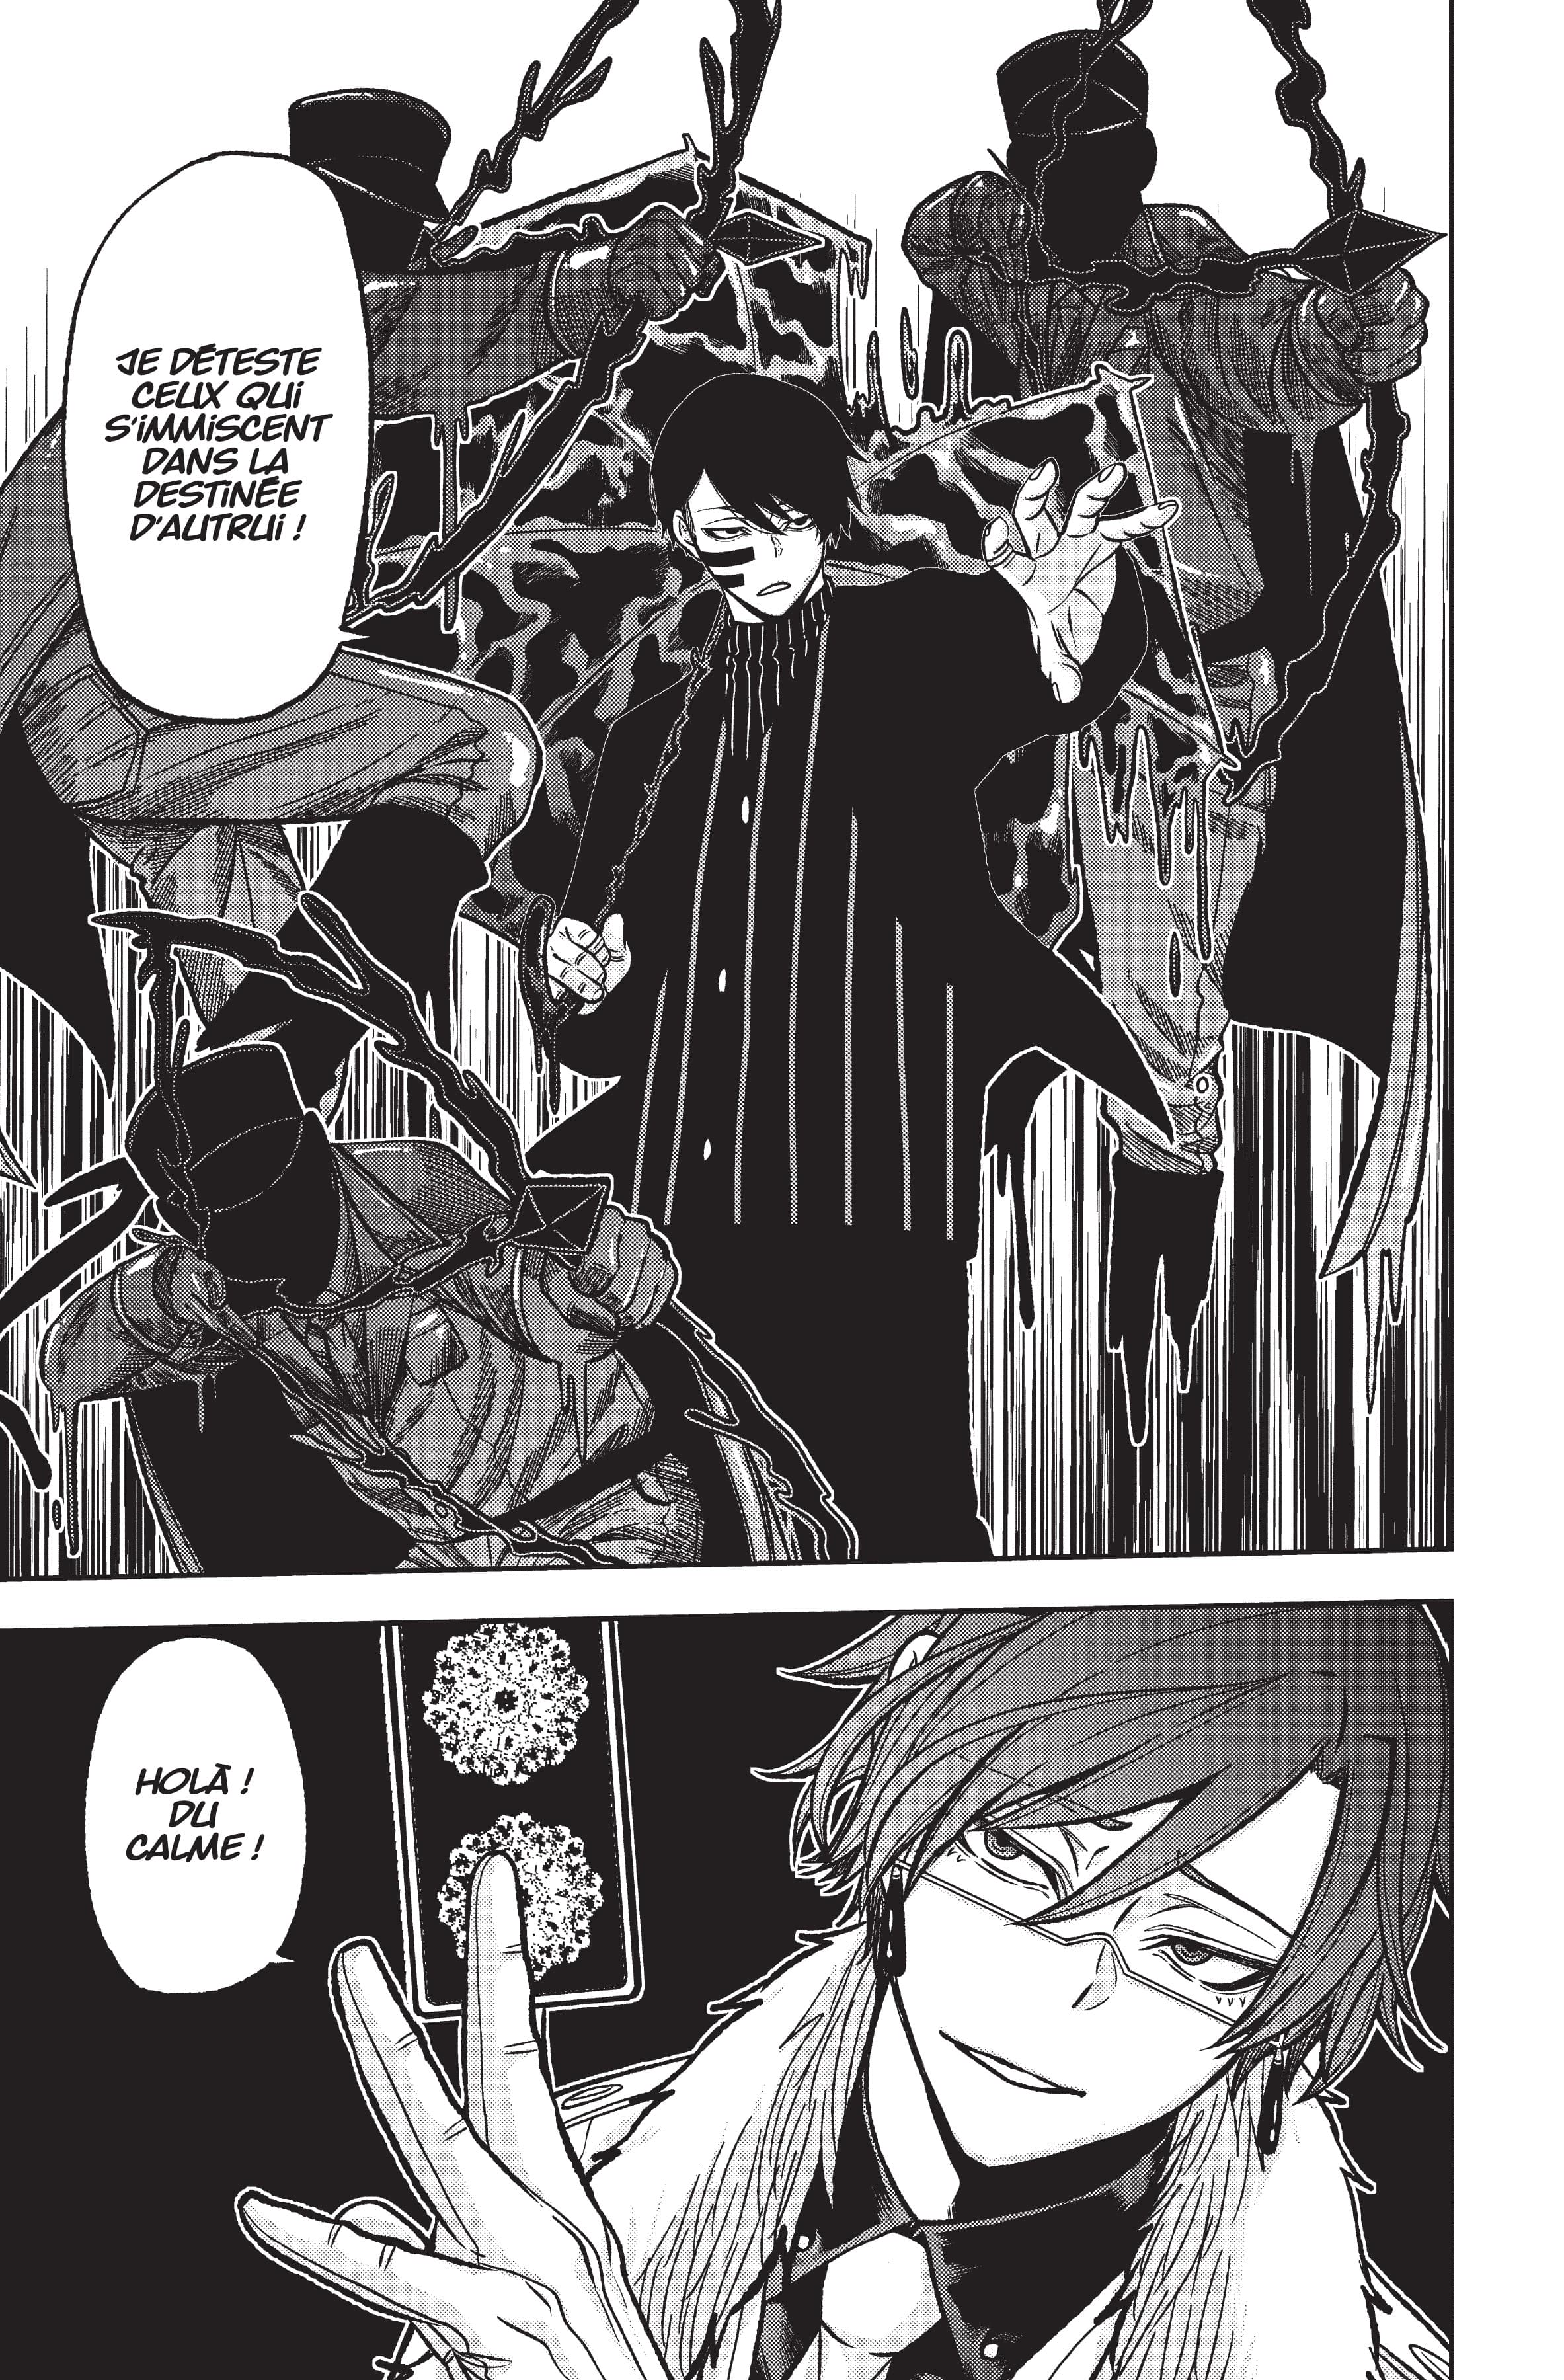 JE DÉTESTE
CEUX QUI
S'IMMISCENT
DANS LA
DESTINÉE
D'AUTRUI !
HOLÀ !
DU
CALME !